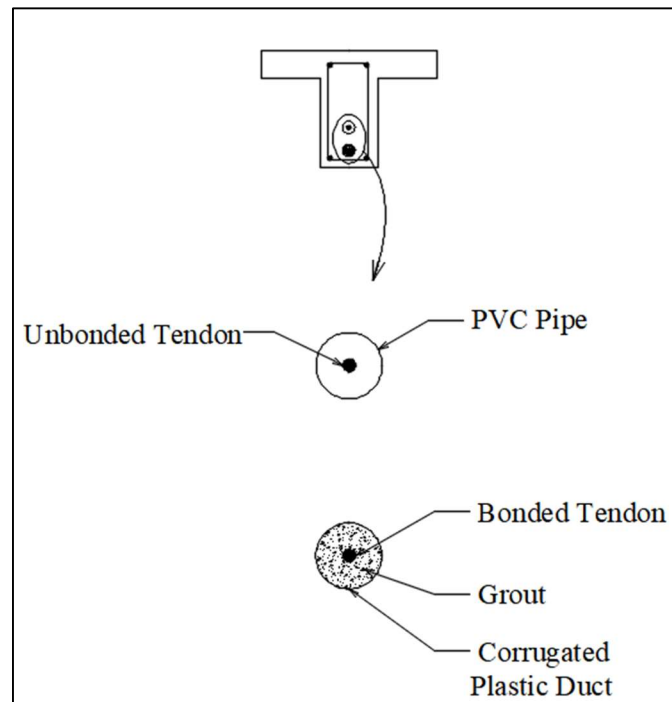 Unbonded Tendon
PVC Pipe
Bonded Tendon
Grout
Corrugated
Plastic Duct